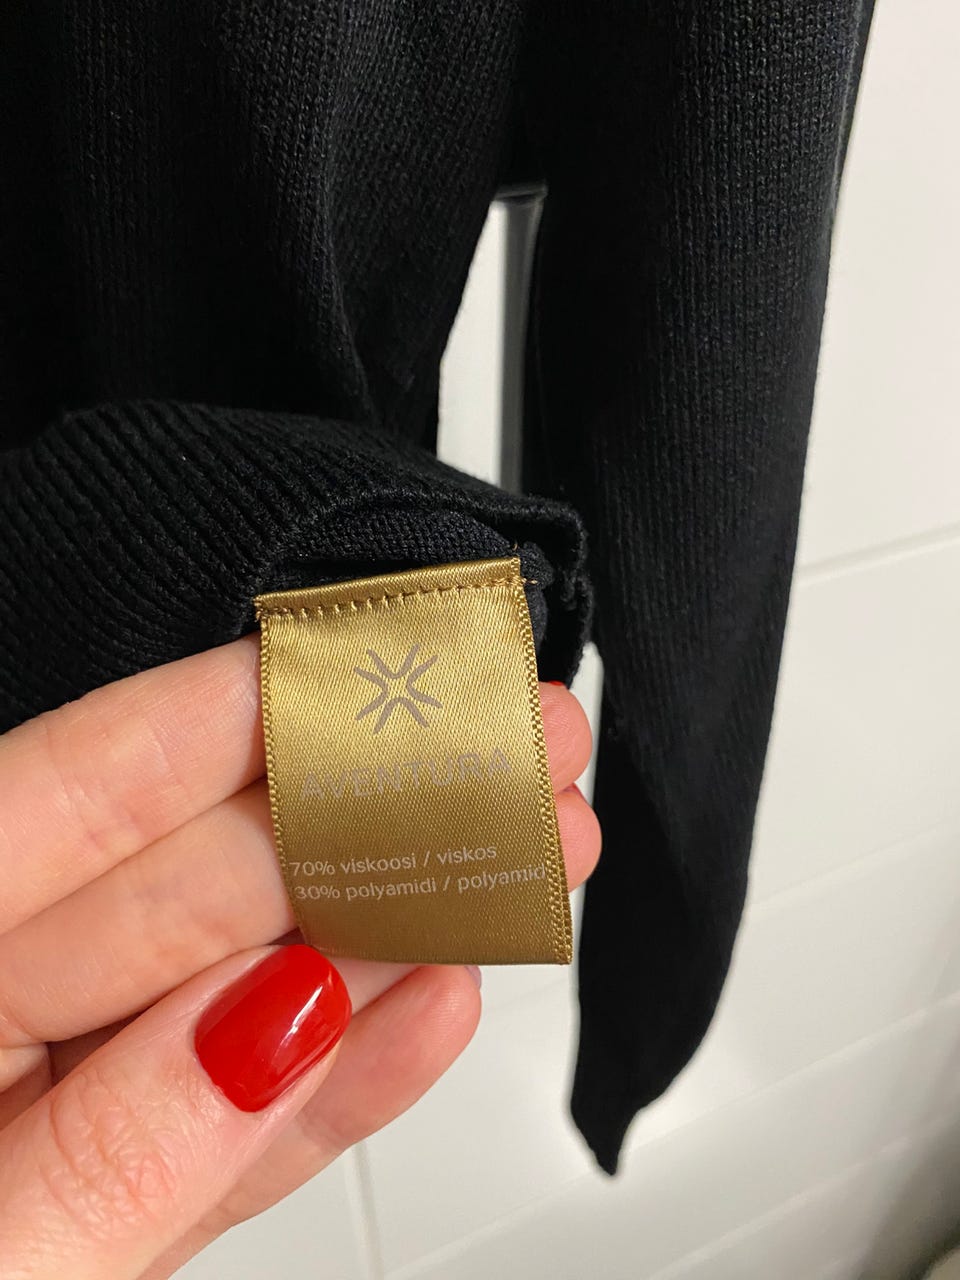 AVENTURA
70% viskoosi / viskos
30% polyamidi / polyamid